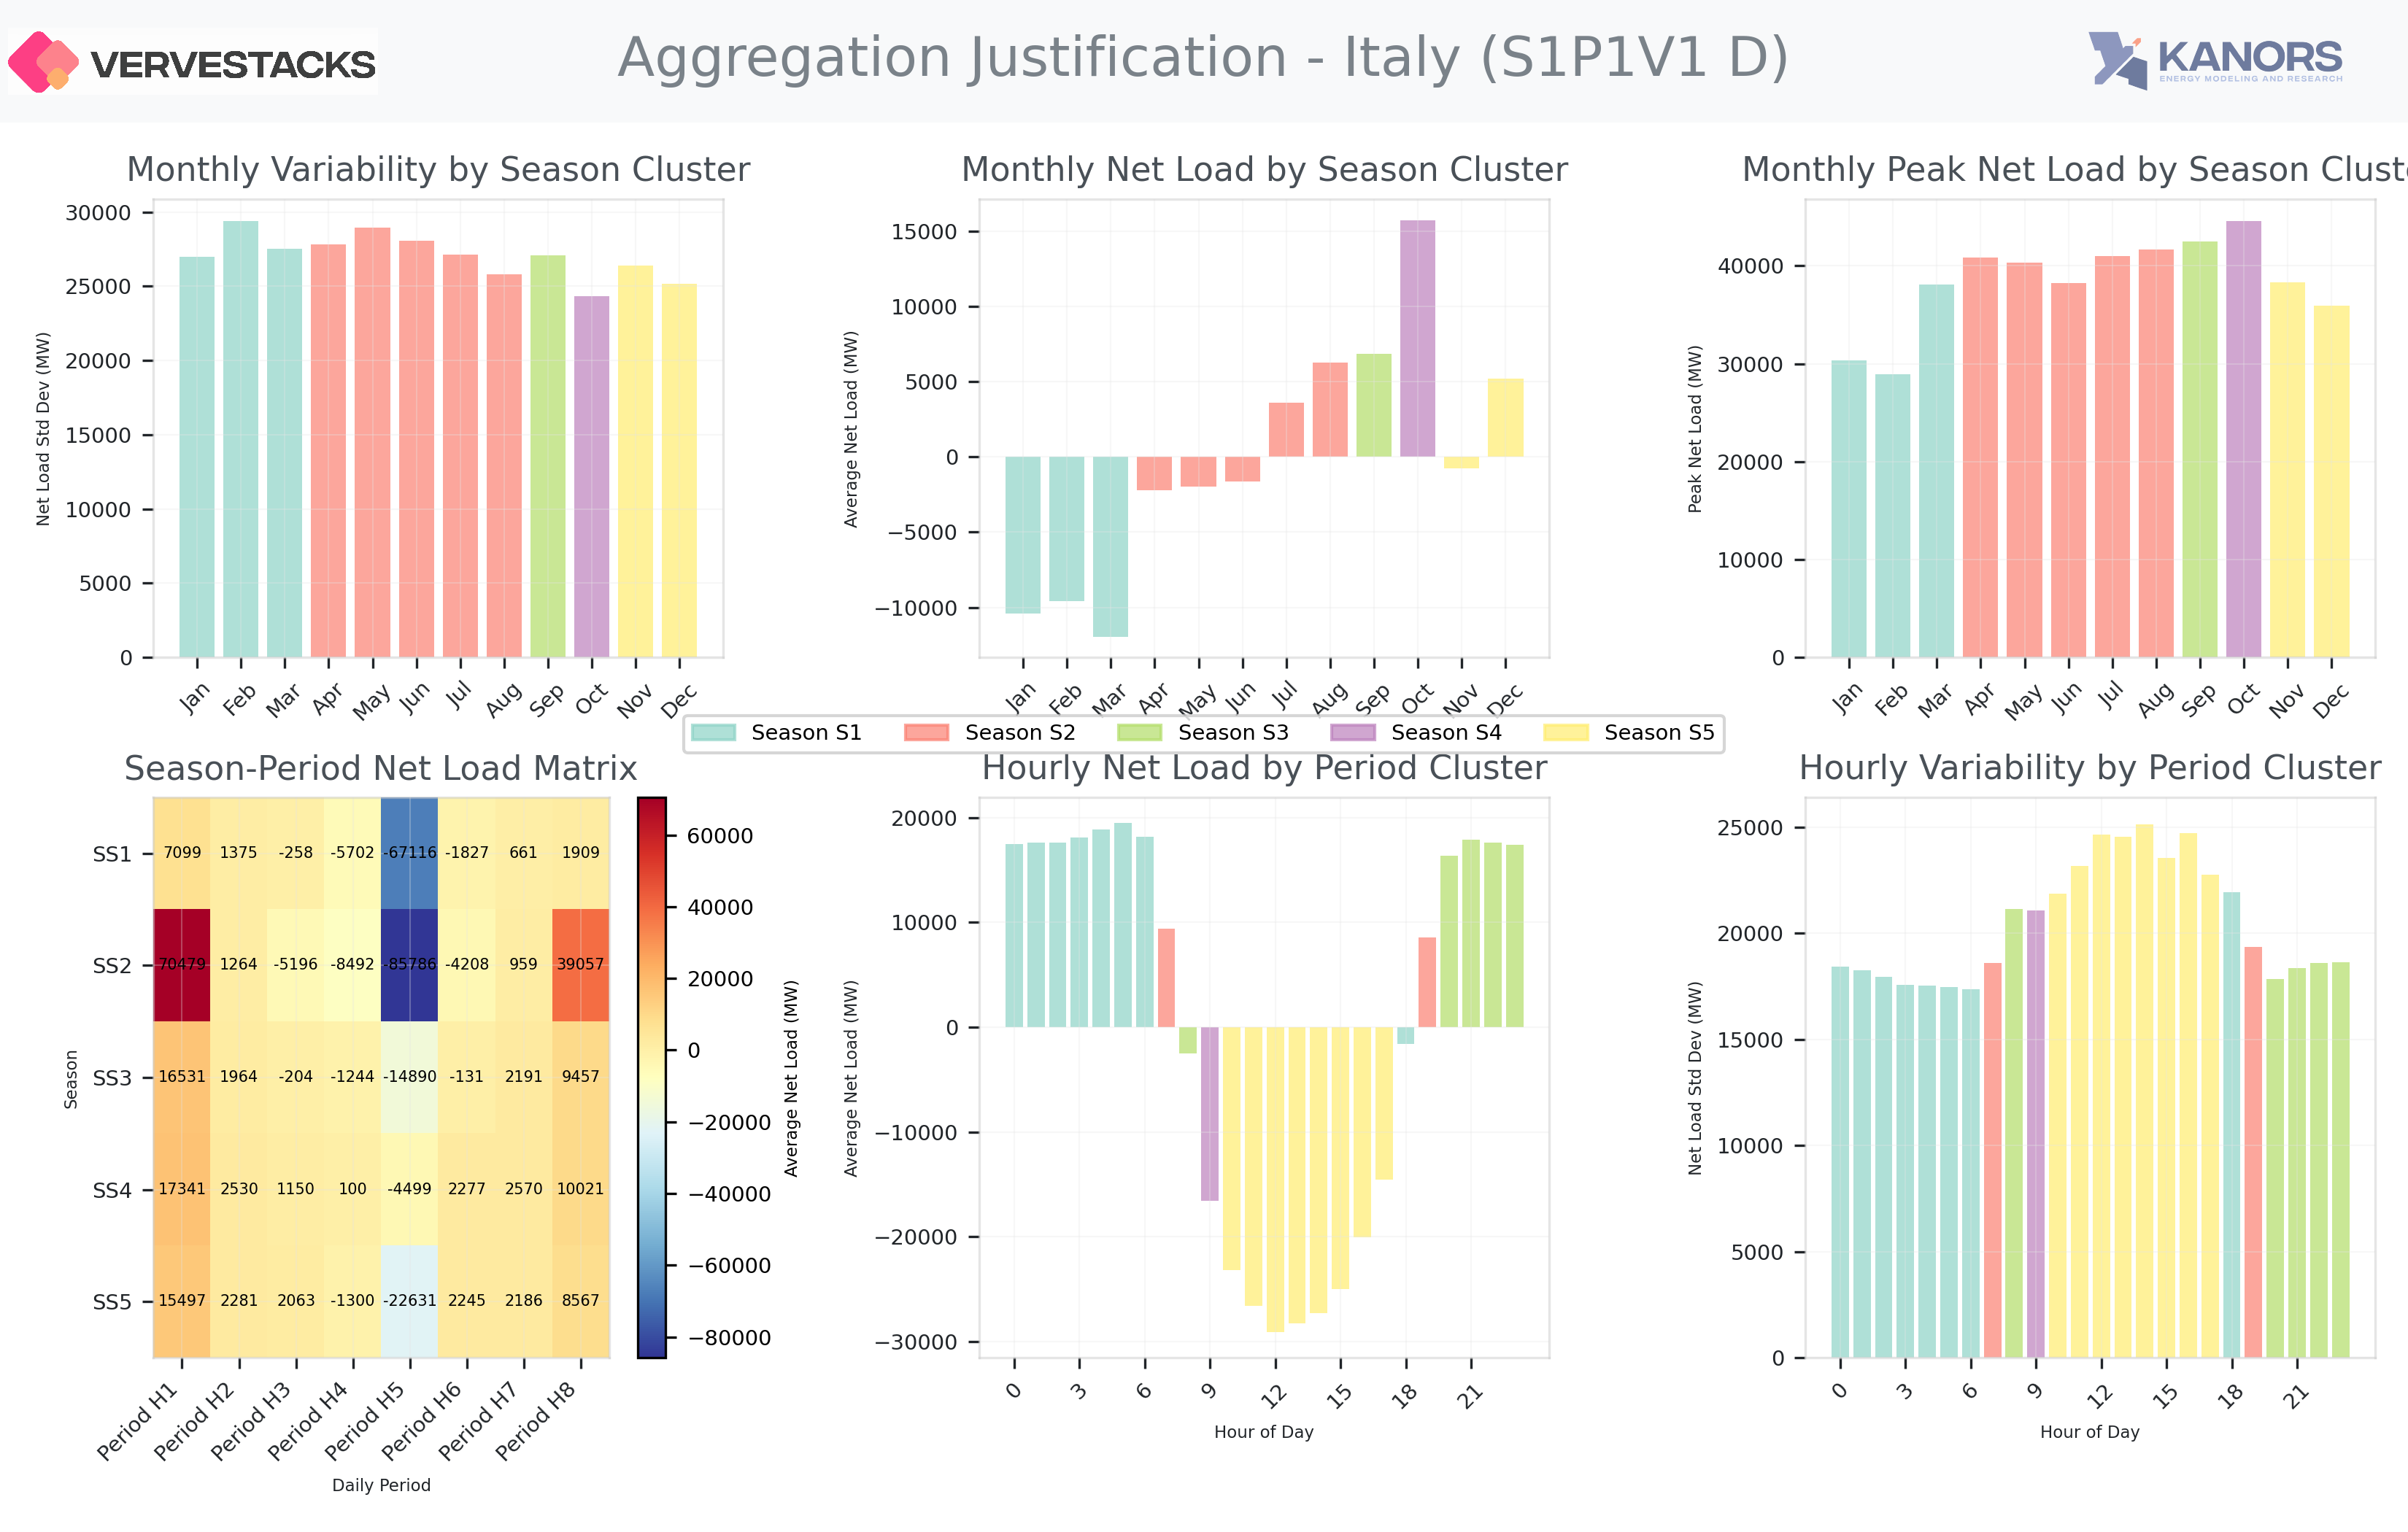 VERVESTACKS
Aggregation Justification - Italy (S1P1V1 D)
KANORS
ENERGY MODELING AND RESEARCH
Monthly Variability by Season Cluster
Net Load Std Dev (MW)
30000
25000
20000
15000
10000
5000
0
Jan Feb Mar Apr May Jun Jul Aug Sep Oct Nov Dec
Monthly Net Load by Season Cluster
Average Net Load (MW)
15000
10000
5000
0
−5000
−10000
Jan Feb Mar Apr May Jun Jul Aug Sep Oct Nov Dec
Monthly Peak Net Load by Season Clust
Peak Net Load (MW)
40000
30000
20000
10000
0
Jan Feb Mar Apr May Jun Jul Aug Sep Oct Nov Dec
Season S1 Season S2 Season S3 Season S4 Season S5
Season-Period Net Load Matrix
Season
SS1 7099 1375 -258 -5702 -67116 -1827 661 1909
SS2 70479 1264 -5196 -8492 -85786 -4208 959 39057
SS3 16531 1964 -204 -1244 -14890 -131 2191 9457
SS4 17341 2530 1150 100 -4499 2277 2570 10021
SS5 15497 2281 2063 -1300 -22631 2245 2186 8567
Period H1 Period H2 Period H3 Period H4 Period H5 Period H6 Period H7 Period H8
Daily Period
60000
40000
20000
0
−20000
−40000
−60000
−80000
Average Net Load (MW)
Hourly Net Load by Period Cluster
Average Net Load (MW)
20000
10000
0
−10000
−20000
−30000
0 3 6 9 12 15 18 21
Hour of Day
Hourly Variability by Period Cluster
Net Load Std Dev (MW)
25000
20000
15000
10000
5000
0
0 3 6 9 12 15 18 21
Hour of Day